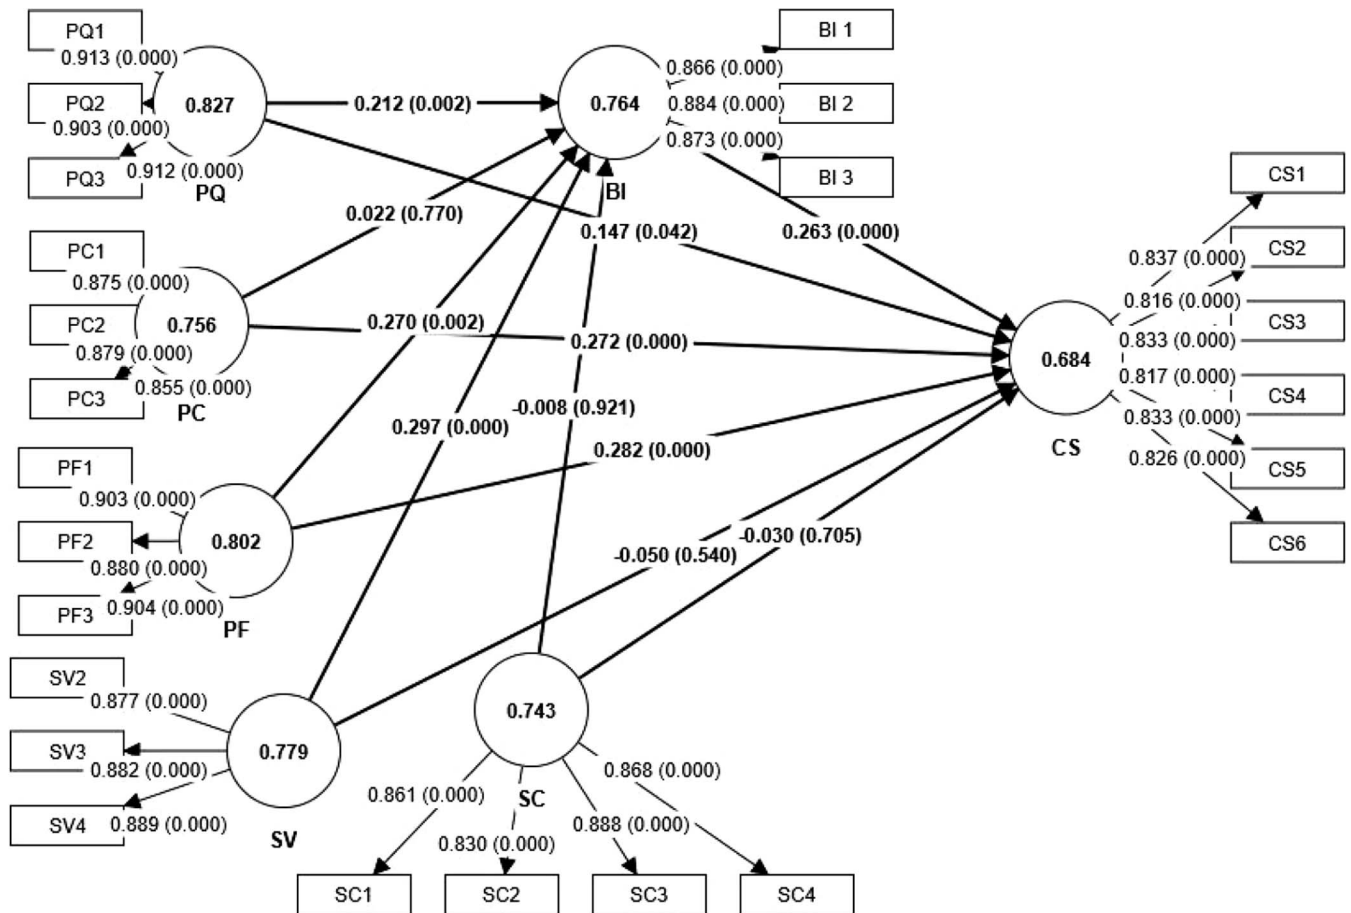 PQ1
0.913 (0.000)
PQ2
0.903 (0.000)
PQ3
0.912 (0.000)
0.827
PQ
0.212 (0.002)
0.764
BI
BI 1
0.866 (0.000)
0.884 (0.000)
BI 2
0.873 (0.000)
BI 3
PC1
0.875 (0.000)
PC2
0.879 (0.000)
PC3
0.855 (0.000)
0.756
PC
0.022 (0.770)
0.147 (0.042)
0.263 (0.000)
0.270 (0.002)
0.272 (0.000)
0.297 (0.000)
-0.008 (0.921)
0.282 (0.000)
-0.050 (0.540)
-0.030 (0.705)
0.684
CS
CS1
0.837 (0.000)
CS2
0.816 (0.000)
CS3
0.833 (0.000)
0.817 (0.000)
CS4
0.833 (0.000)
CS5
0.826 (0.000)
CS6
PF1
0.903 (0.000)
PF2
0.880 (0.000)
PF3
0.904 (0.000)
0.802
PF
SV2
0.877 (0.000)
SV3
0.882 (0.000)
SV4
0.889 (0.000)
0.779
SV
0.743
SC
0.861 (0.000)
0.830 (0.000)
0.888 (0.000)
0.868 (0.000)
SC1
SC2
SC3
SC4